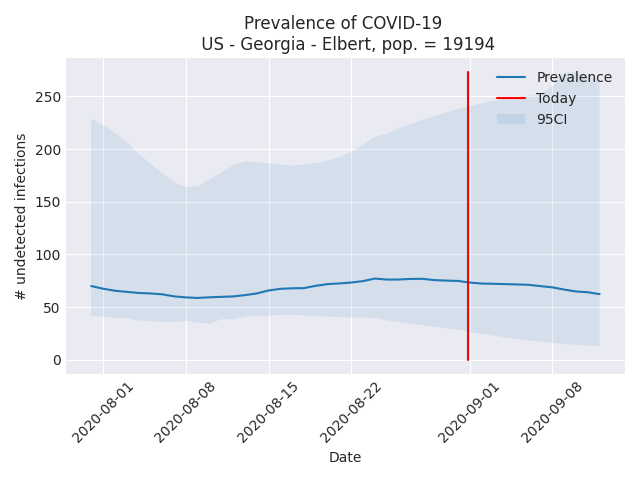 Prevalence of COVID-19
US - Georgia - Elbert, pop. = 19194
Prevalence
Today
95CI
# undetected infections
250
200
150
100
50
0
2020-08-01
2020-08-08
2020-08-15
2020-08-22
2020-09-01
2020-09-08
Date